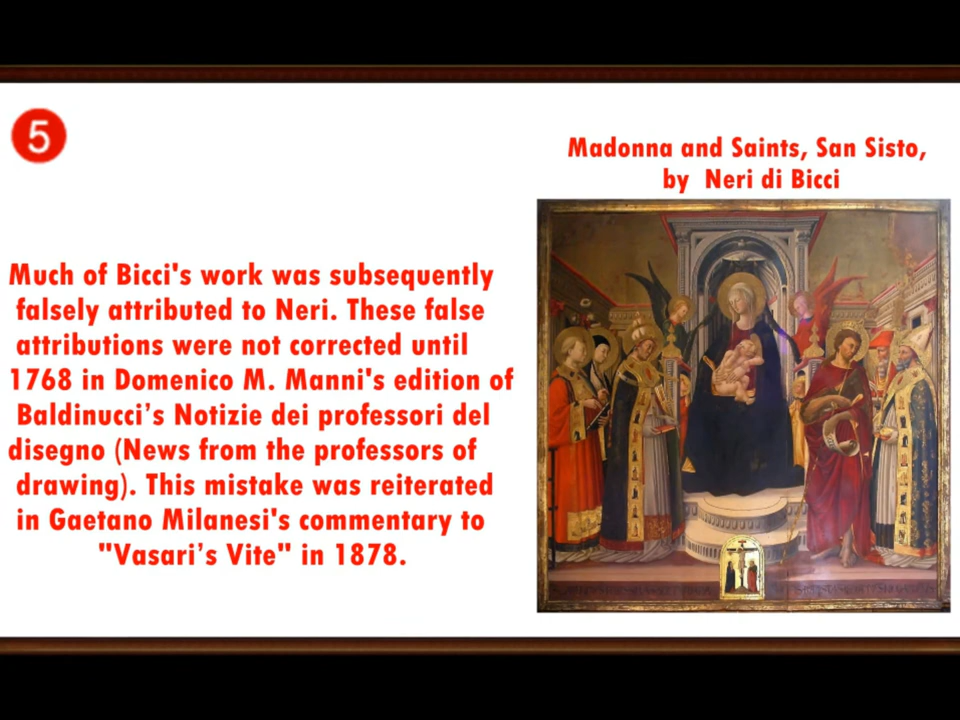 5
Madonna and Saints, San Sisto,
by Neri di Bicci
Much of Bicci's work was subsequently
falsely attributed to Neri. These false
attributions were not corrected until
1768 in Domenico M. Manni's edition of
Baldinucci’s Notizie dei professori del
disegno (News from the professors of
drawing). This mistake was reiterated
in Gaetano Milanesi's commentary to
"Vasari’s Vite" in 1878.